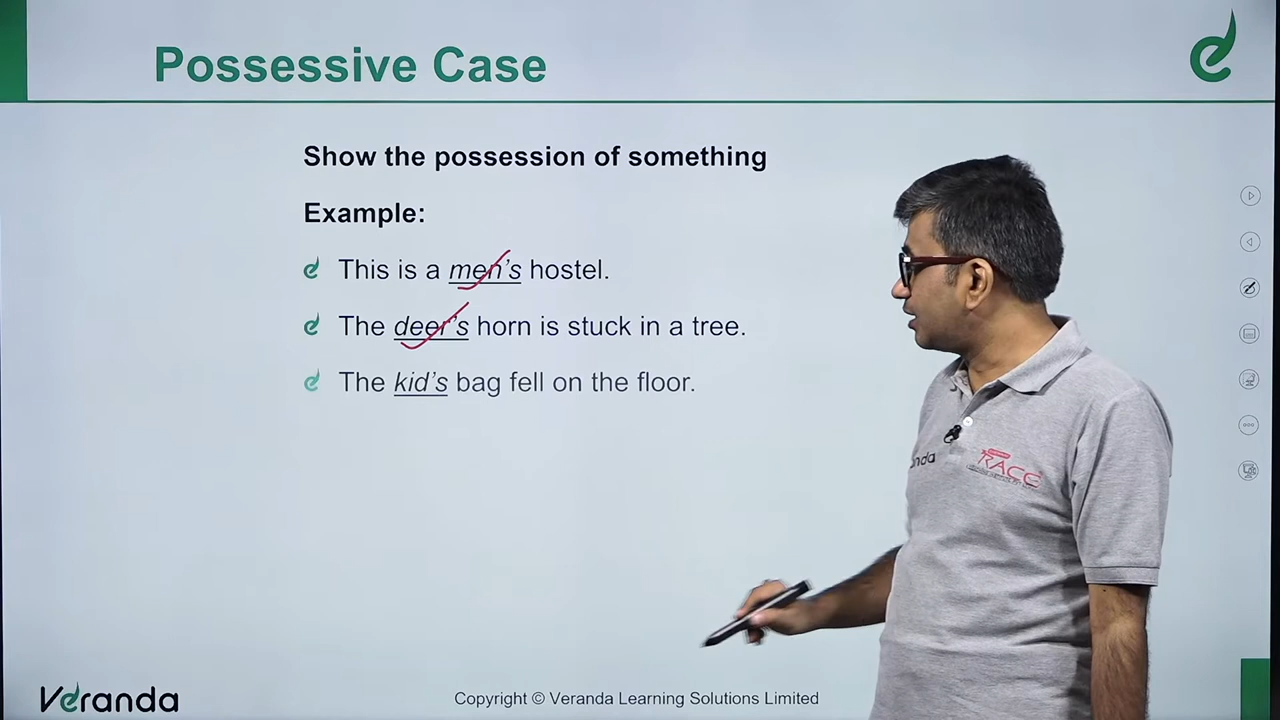 Possessive Case
Show the possession of something
Example:
This is a men's hostel.
The deer's horn is stuck in a tree.
The kid's bag fell on the floor.
RACE
Veranda
Copyright © Veranda Learning Solutions Limited